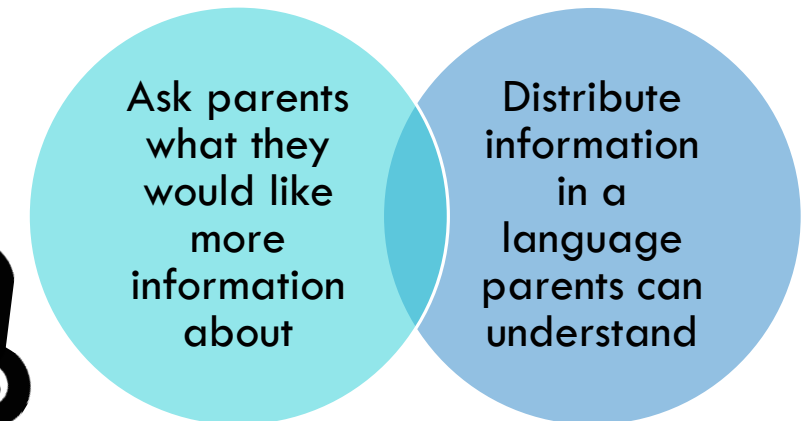 Ask parents
what they
would like
more
information
about
Distribute
information
in a
language
parents can
understand